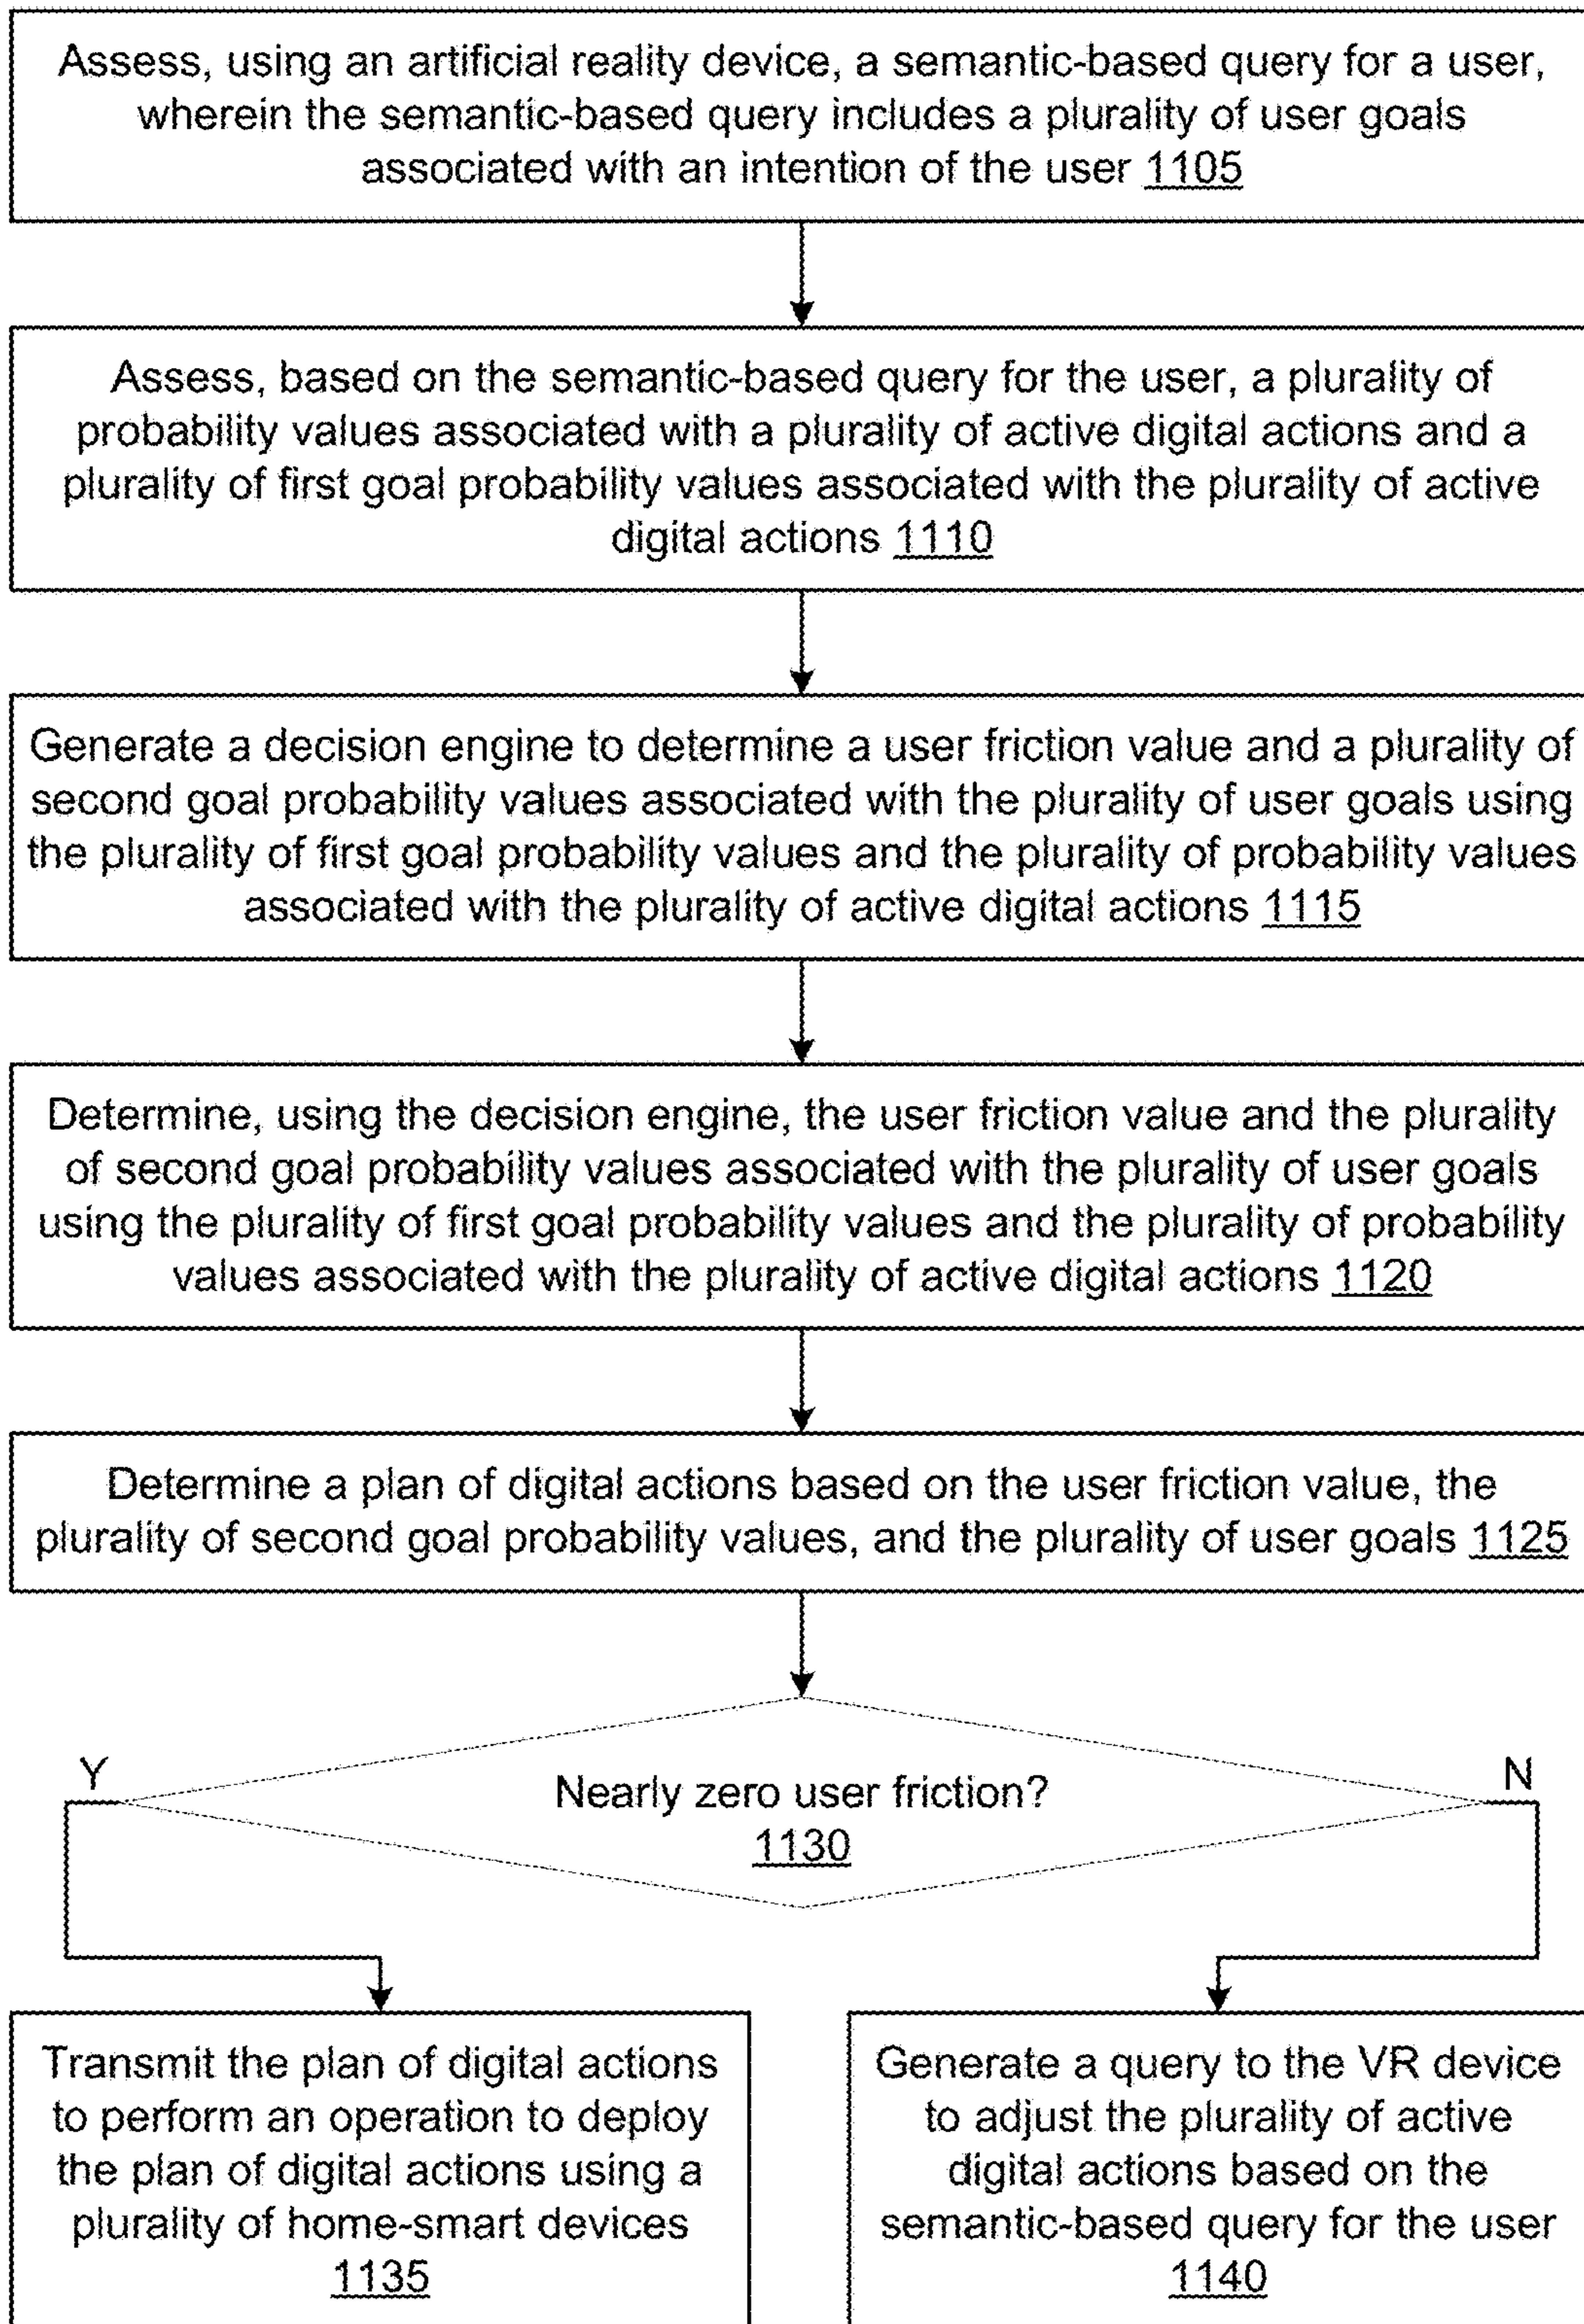 Assess, using an artificial reality device, a semantic-based query for a user,
wherein the semantic-based query includes a plurality of user goals
associated with an intention of the user 1105
Assess, based on the semantic-based query for the user, a plurality of
probability values associated with a plurality of active digital actions and a
plurality of first goal probability values associated with the plurality of active
digital actions 1110
Generate a decision engine to determine a user friction value and a plurality of
second goal probability values associated with the plurality of user goals using
the plurality of first goal probability values and the plurality of probability values
associated with the plurality of active digital actions 1115
Determine, using the decision engine, the user friction value and the plurality
of second goal probability values associated with the plurality of user goals
using the plurality of first goal probability values and the plurality of probability
values associated with the plurality of active digital actions 1120
Determine a plan of digital actions based on the user friction value, the
plurality of second goal probability values, and the plurality of user goals 1125
Y
N
Nearly zero user friction?
1130
Transmit the plan of digital actions
to perform an operation to deploy
the plan of digital actions using a
plurality of home-smart devices
1135
Generate a query to the VR device
to adjust the plurality of active
digital actions based on the
semantic-based query for the user
1140